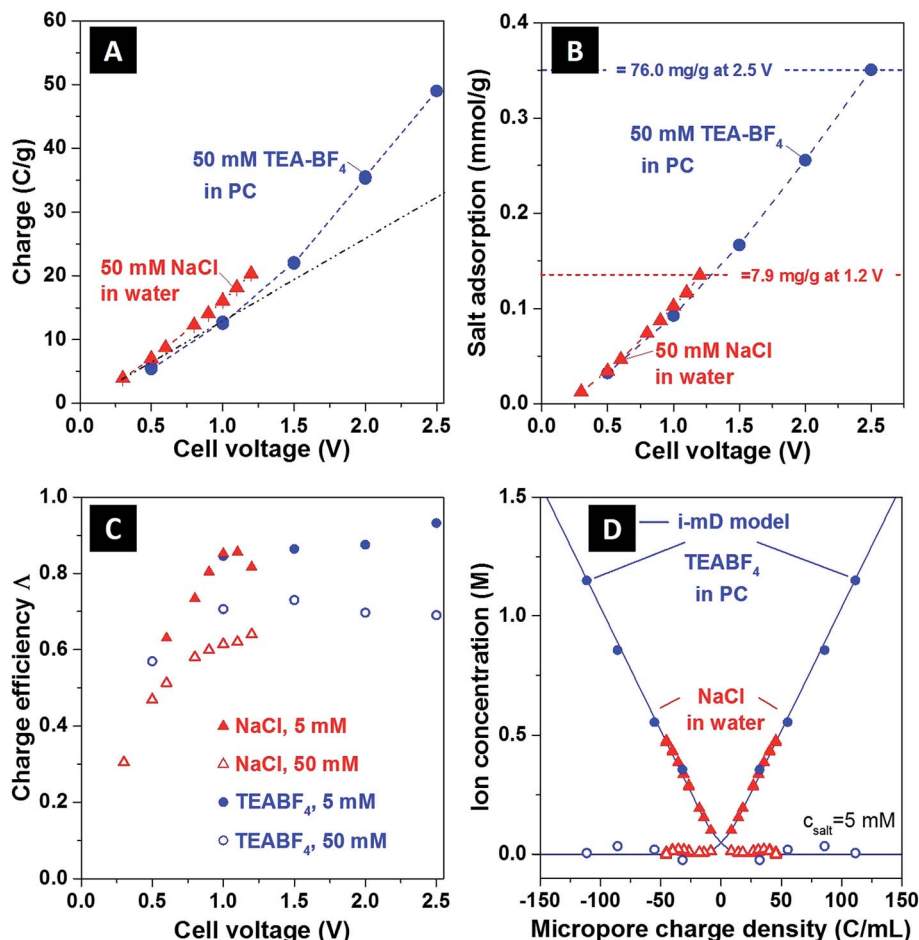 A
60
50
40
30
20
10
0
Charge (C/g)
50 mM TEA-BF4
in PC
50 mM NaCl
in water
0.0 0.5 1.0 1.5 2.0 2.5
Cell voltage (V)
B
0.4
0.3
0.2
0.1
0.0
Salt adsorption (mmol/g)
= 76.0 mg/g at 2.5 V
50 mM TEA-BF4
in PC
=7.9 mg/g at 1.2 V
50 mM NaCl
in water
0.0 0.5 1.0 1.5 2.0 2.5
Cell voltage (V)
C
1.0
0.8
0.6
0.4
0.2
0.0
Charge efficiency Λ
NaCl, 5 mM
NaCl, 50 mM
TEABF4, 5 mM
TEABF4, 50 mM
0.0 0.5 1.0 1.5 2.0 2.5
Cell voltage (V)
D
1.5
1.0
0.5
0.0
Ion concentration (M)
i-mD model
TEABF4
in PC
NaCl
in water
csalt=5 mM
-150 -100 -50 0 50 100 150
Micropore charge density (C/mL)